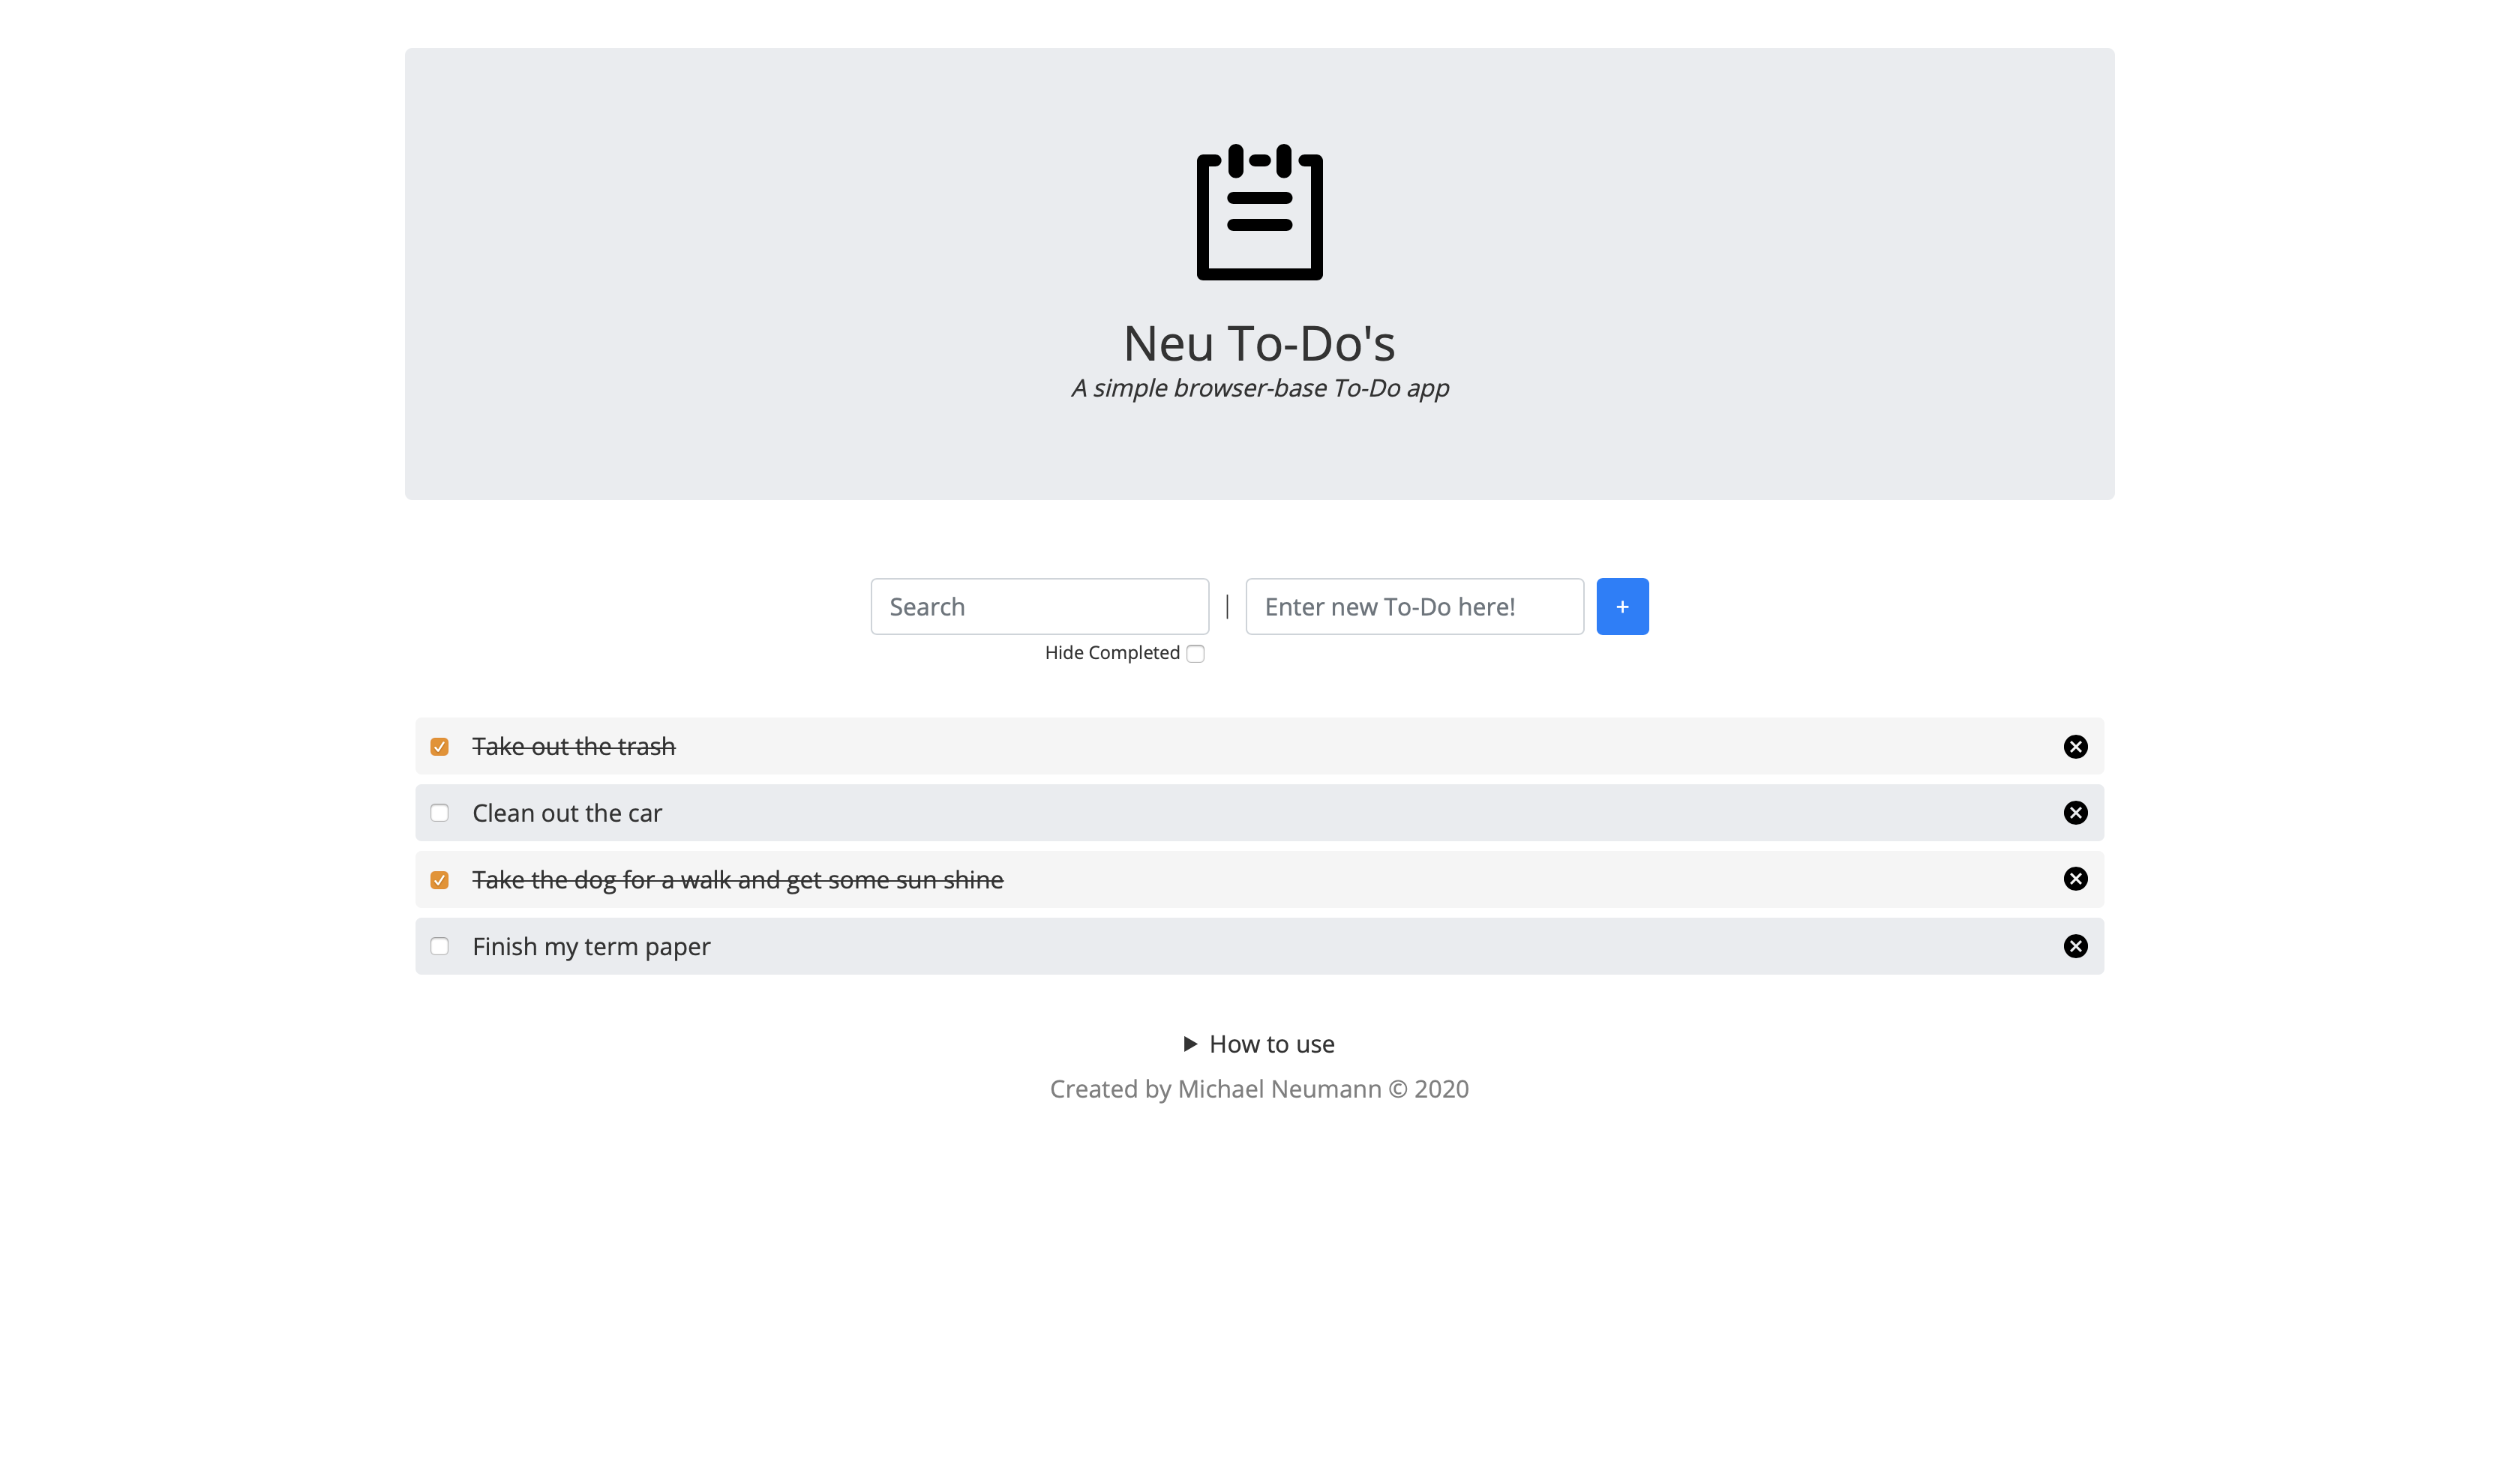 Neu To-Do's
A simple browser-base To-Do app
Search | Enter new To-Do here! +
Hide Completed
Take out the trash
Clean out the car
Take the dog for a walk and get some sun shine
Finish my term paper
How to use
Created by Michael Neumann © 2020